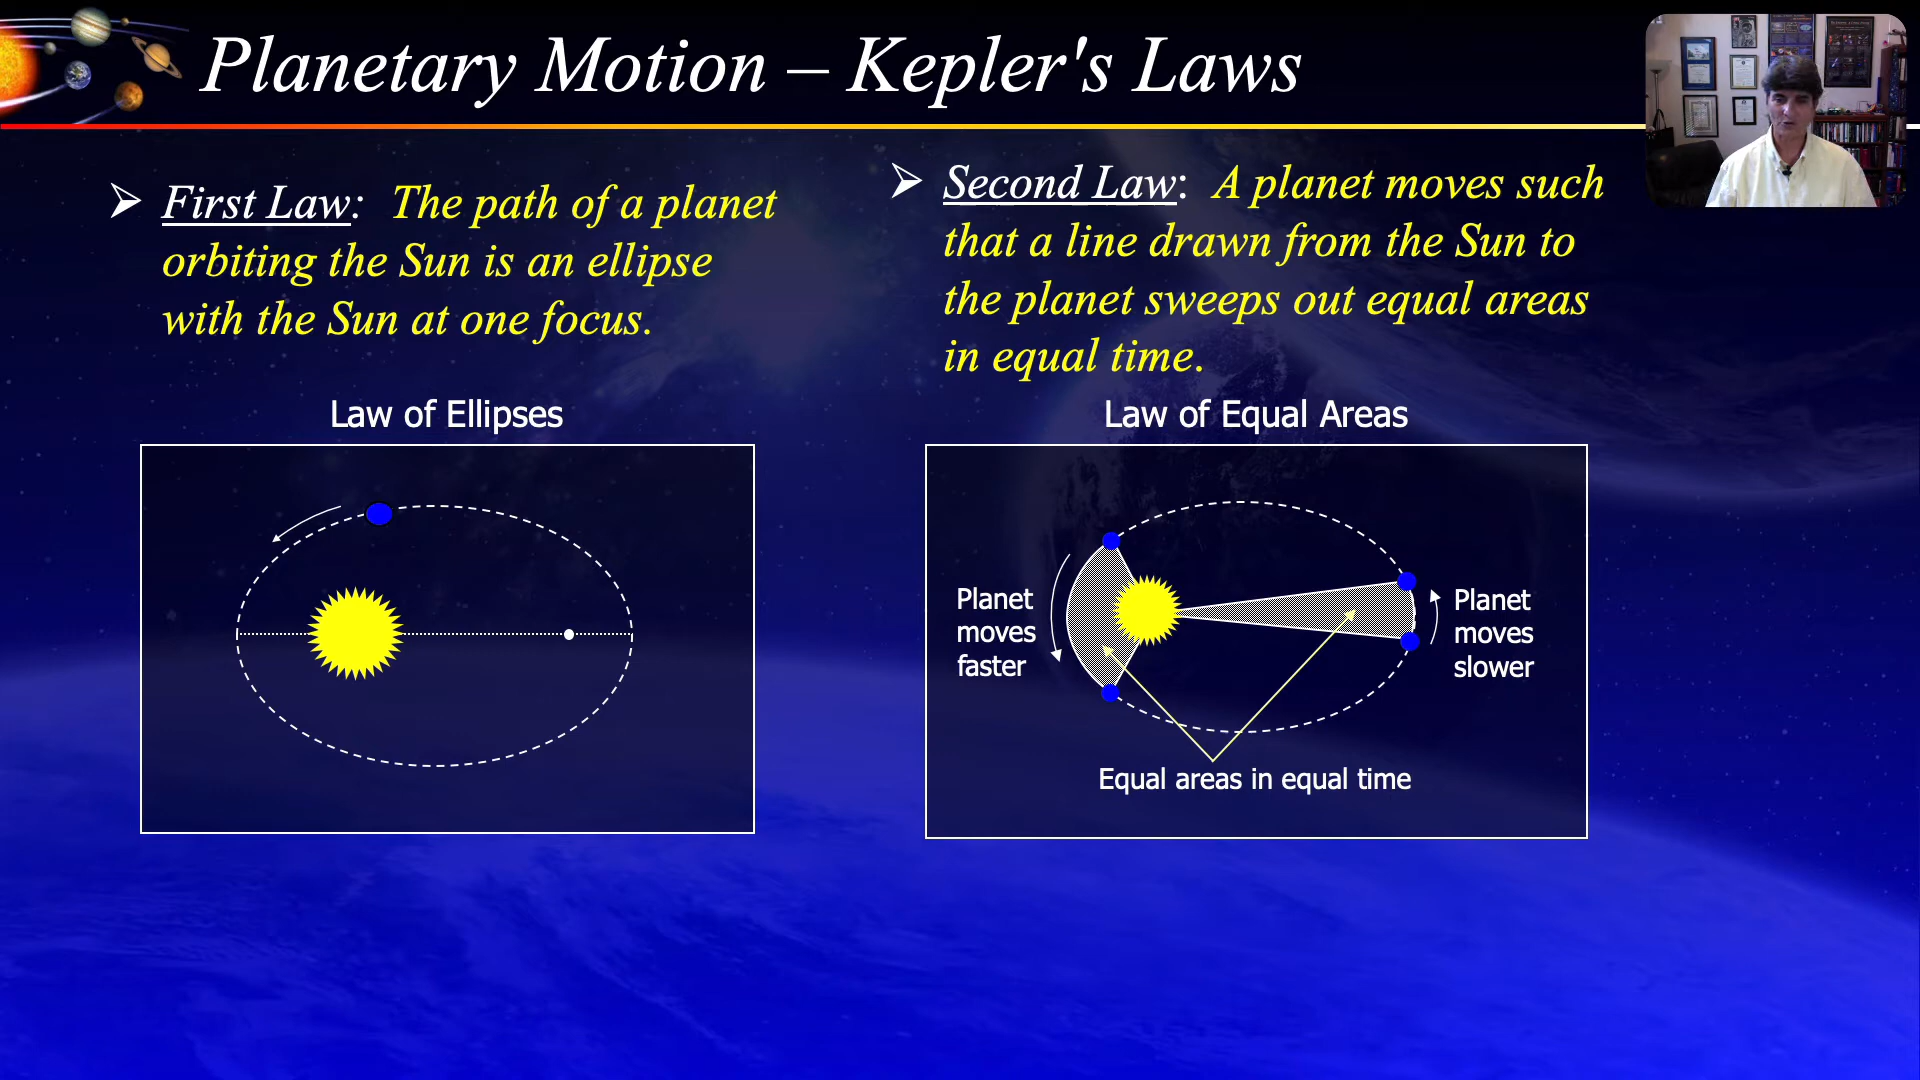 Planetary Motion – Kepler's Laws
First Law: The path of a planet
orbiting the Sun is an ellipse
with the Sun at one focus.
Law of Ellipses
Second Law: A planet moves such
that a line drawn from the Sun to
the planet sweeps out equal areas
in equal time.
Law of Equal Areas
Planet
moves
faster
Planet
moves
slower
Equal areas in equal time